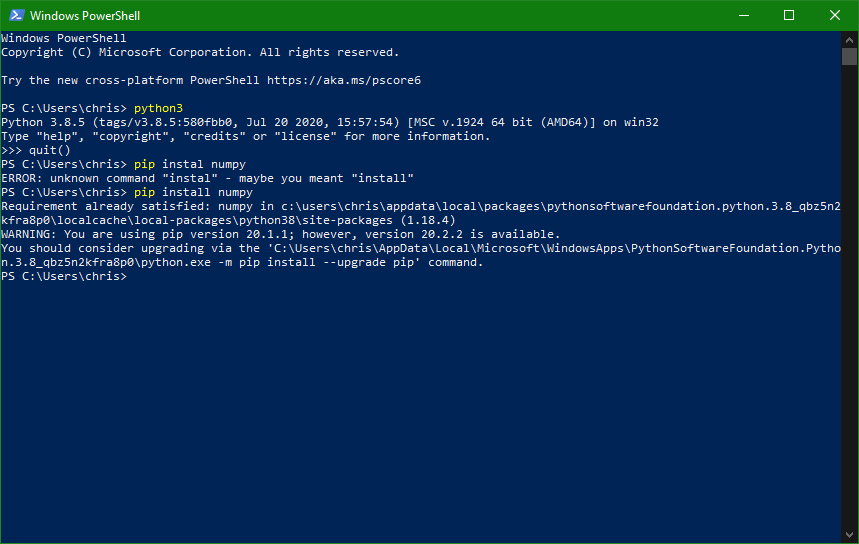 Windows PowerShell
Windows PowerShell
Copyright (C) Microsoft Corporation. All rights reserved.
Try the new cross-platform PowerShell https://aka.ms/pscore6
PS C:\Users\chris> python3
Python 3.8.5 (tags/v3.8.5:580fbb0, Jul 20 2020, 15:57:54) [MSC v.1924 64 bit (AMD64)] on win32
Type "help", "copyright", "credits" or "license" for more information.
>>> quit()
PS C:\Users\chris> pip instal numpy
ERROR: unknown command "instal" - maybe you meant "install"
PS C:\Users\chris> pip install numpy
Requirement already satisfied: numpy in c:\users\chris\appdata\local\packages\pythonsoftwarefoundation.python.3.8_qbz5n2
kfra8p0\localcache\local-packages\python38\site-packages (1.18.4)
WARNING: You are using pip version 20.1.1; however, version 20.2.2 is available.
You should consider upgrading via the 'C:\Users\chris\AppData\Local\Microsoft\WindowsApps\PythonSoftwareFoundation.Pytho
n.3.8_qbz5n2kfra8p0\python.exe -m pip install --upgrade pip' command.
PS C:\Users\chris>